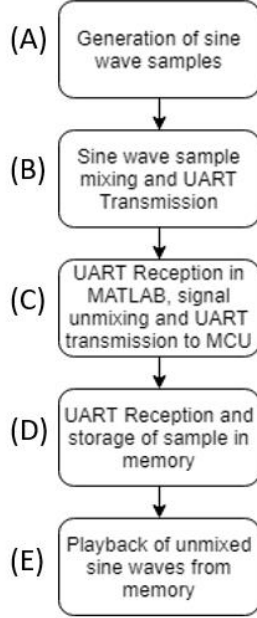 (A)
Generation of sine
wave samples
(B)
Sine wave sample
mixing and UART
Transmission
(C)
UART Reception in
MATLAB, signal
unmixing and UART
transmission to MCU
(D)
UART Reception and
storage of sample in
memory
(E)
Playback of unmixed
sine waves from
memory